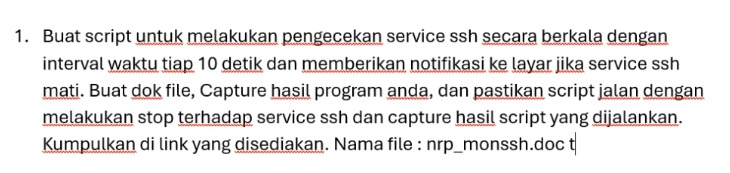 1. Buat script untuk melakukan pengecekan service ssh secara berkala dengan
interval waktu tiap 10 detik dan memberikan notifikasi ke layar jika service ssh
mati. Buat dok file, Capture hasil program anda, dan pastikan script jalan dengan
melakukan stop terhadap service ssh dan capture hasil script yang dijalankan.
Kumpulkan di link yang disediakan. Nama file : nrp_monssh.doc t